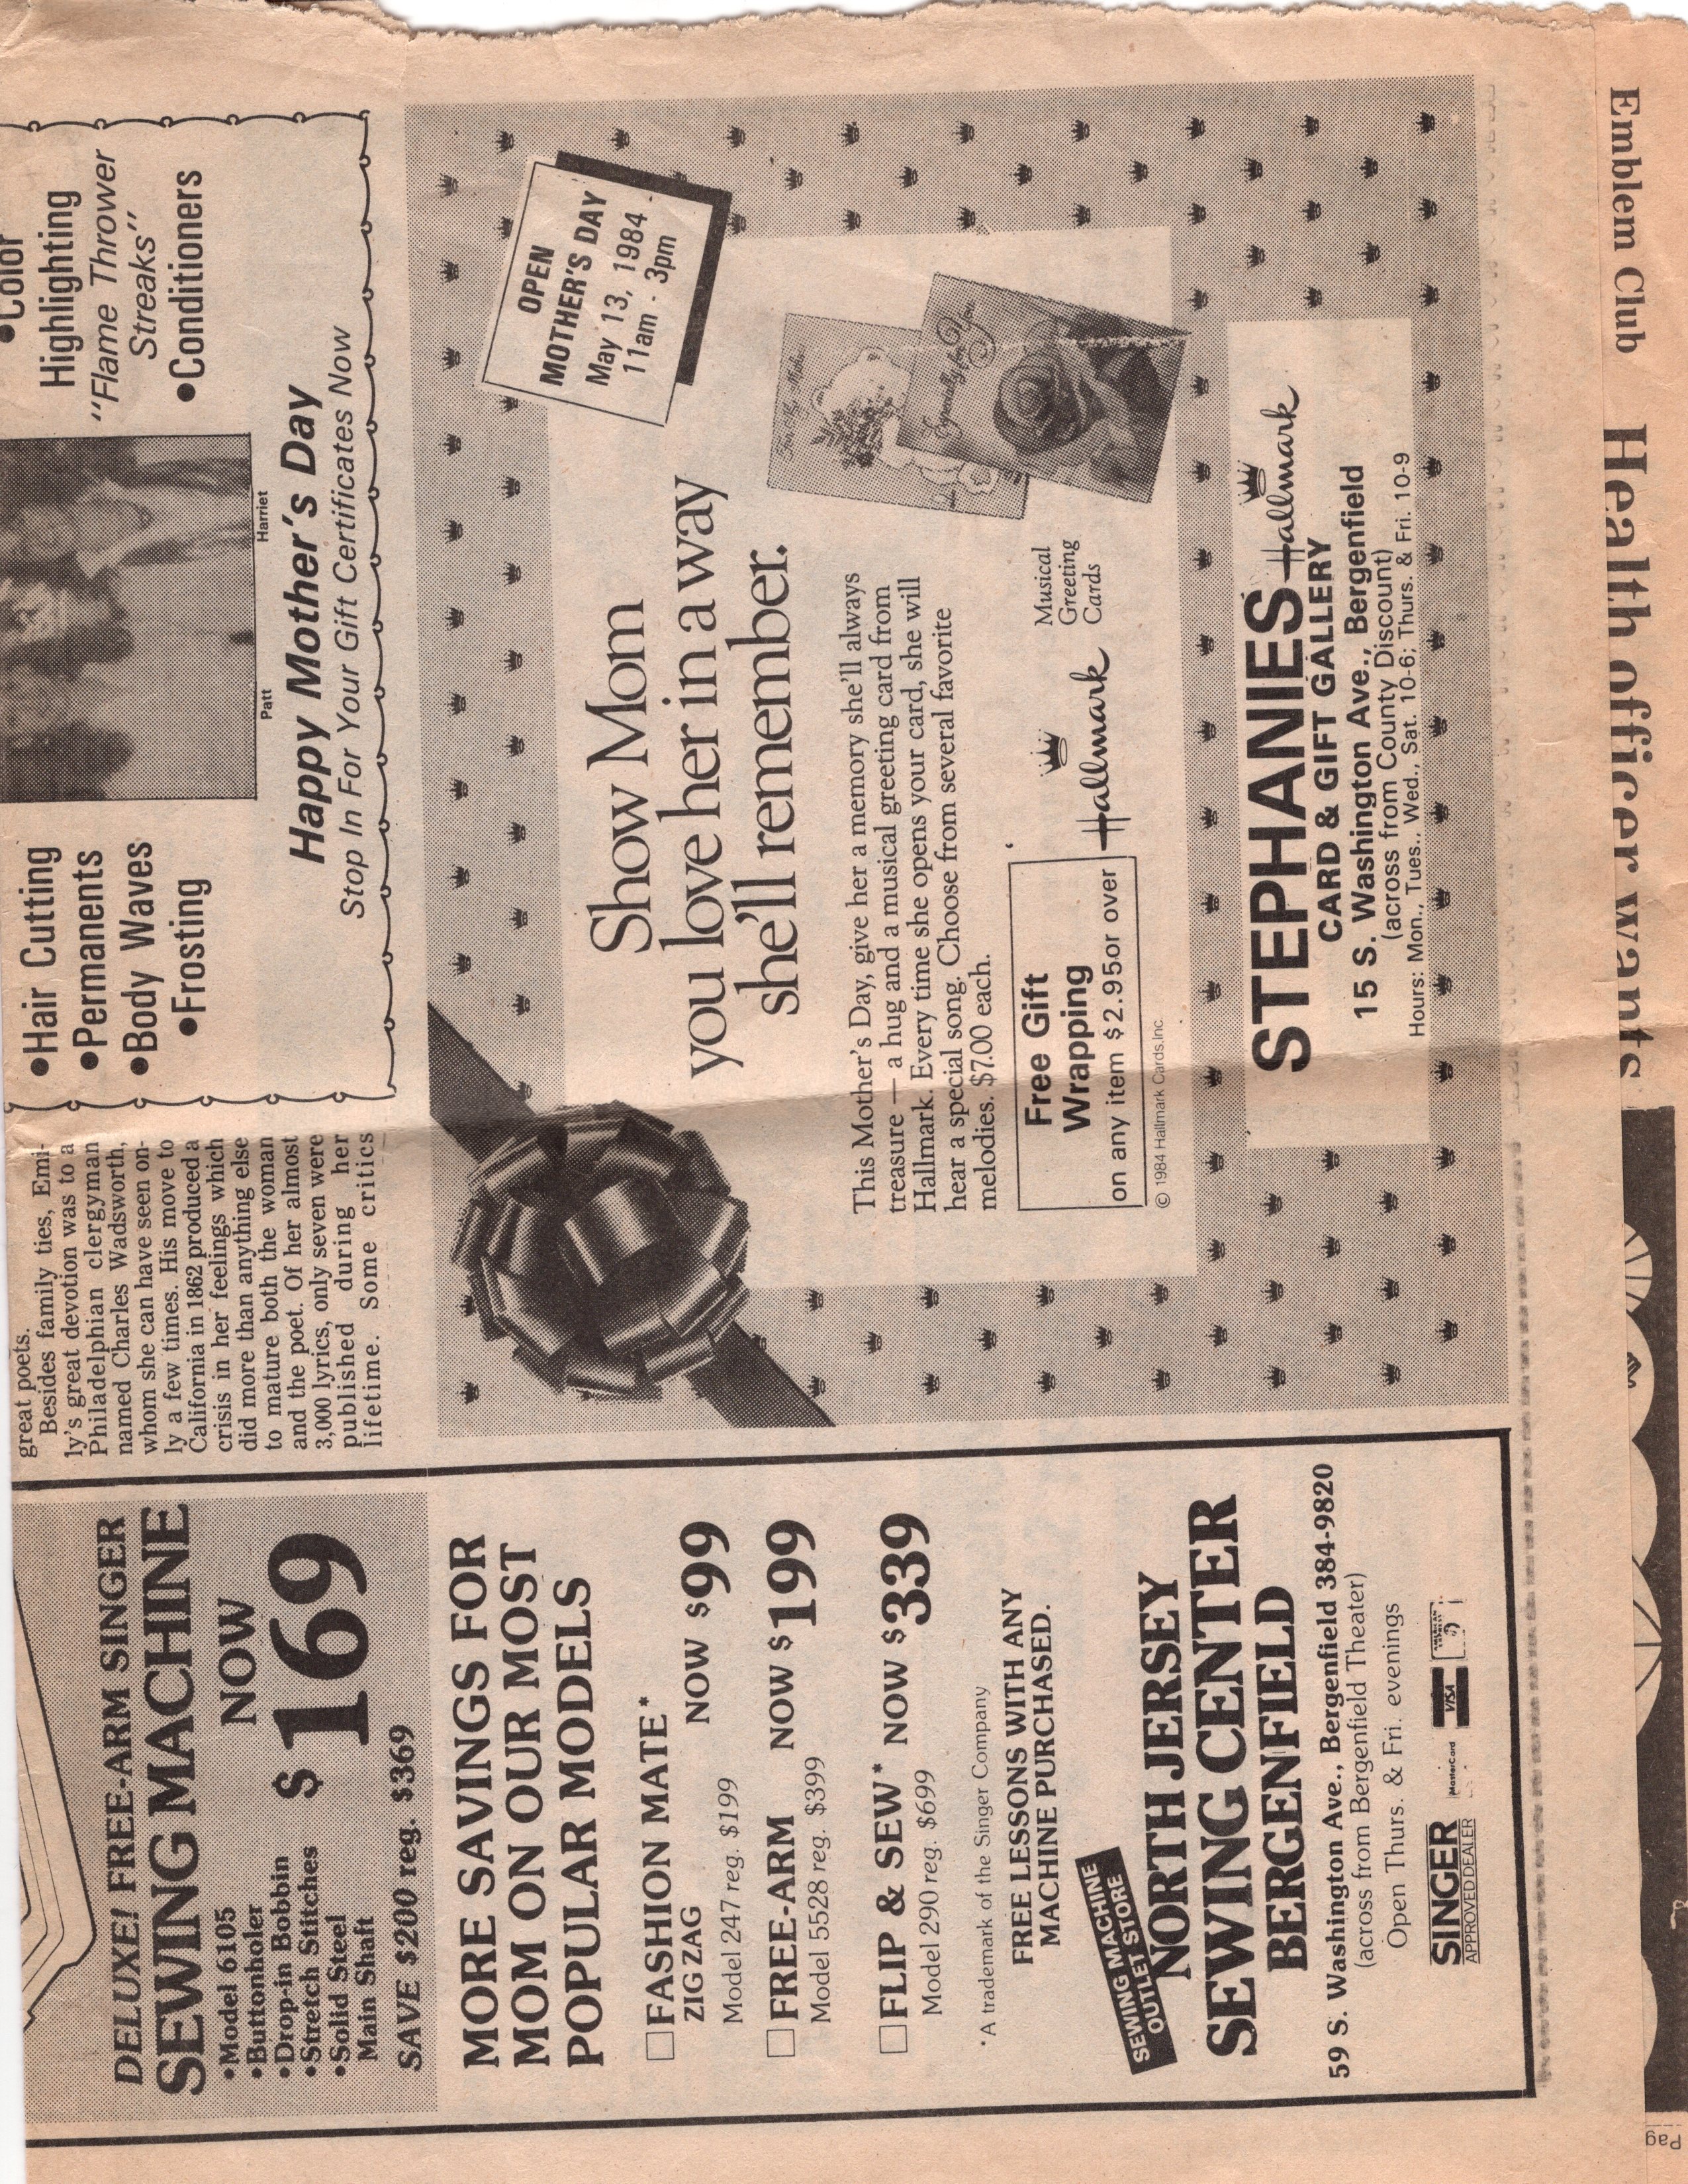 DELUXE! FREE-ARM SINGER
SEWING MACHINE
•Model 6105
•Buttonholer
•Drop-in Bobbin
•Stretch Stitches
•Solid Steel
Main Shaft
NOW
$169
SAVE $200 reg. $369
MORE SAVINGS FOR
MOM ON OUR MOST
POPULAR MODELS
FASHION MATE*
ZIG ZAG NOW $99
Model 247 reg. $199
FREE-ARM NOW $199
Model 5528 reg. $399
FLIP & SEW* NOW $339
Model 290 reg. $699
*A trademark of the Singer Company
FREE LESSONS WITH ANY
MACHINE PURCHASED.
SEWING MACHINE
OUTLET STORE
NORTH JERSEY
SEWING CENTER
BERGENFIELD
59 S. Washington Ave., Bergenfield 384-9820
(across from Bergenfield Theater)
Open Thurs. & Fri. evenings
SINGER
APPROVED DEALER
MasterCard
VISA
great poets.
Besides family ties, Emi-
ly's great devotion was to a
Philadelphian clergyman
named Charles Wadsworth,
whom she can have seen on-
ly a few times. His move to
California in 1862 produced a
crisis in her feelings which
did more than anything else
to mature both the woman
and the poet. Of her almost
3,000 lyrics, only seven were
published during her
lifetime. Some critics
•Hair Cutting
•Permanents
•Body Waves
•Frosting
Patt
Harriet
•Color
Highlighting
"Flame Thrower
Streaks"
•Conditioners
Happy Mother's Day
Stop In For Your Gift Certificates Now
OPEN
MOTHER'S DAY
May 13, 1984
11am - 3pm
Show Mom
you love her in a way
she'll remember.
This Mother's Day, give her a memory she'll always
treasure — a hug and a musical greeting card from
Hallmark. Every time she opens your card, she will
hear a special song. Choose from several favorite
melodies. $7.00 each.
For My Mother
Especially for You
Free Gift
Wrapping
on any item $2.95 or over
Hallmark
Musical
Greeting
Cards
© 1984 Hallmark Cards, Inc.
STEPHANIES Hallmark
CARD & GIFT GALLERY
15 S. Washington Ave., Bergenfield
(across from County Discount)
Hours: Mon., Tues., Wed., Sat. 10-6; Thurs. & Fri. 10-9
Emblem Club
Health officer wants
Pag